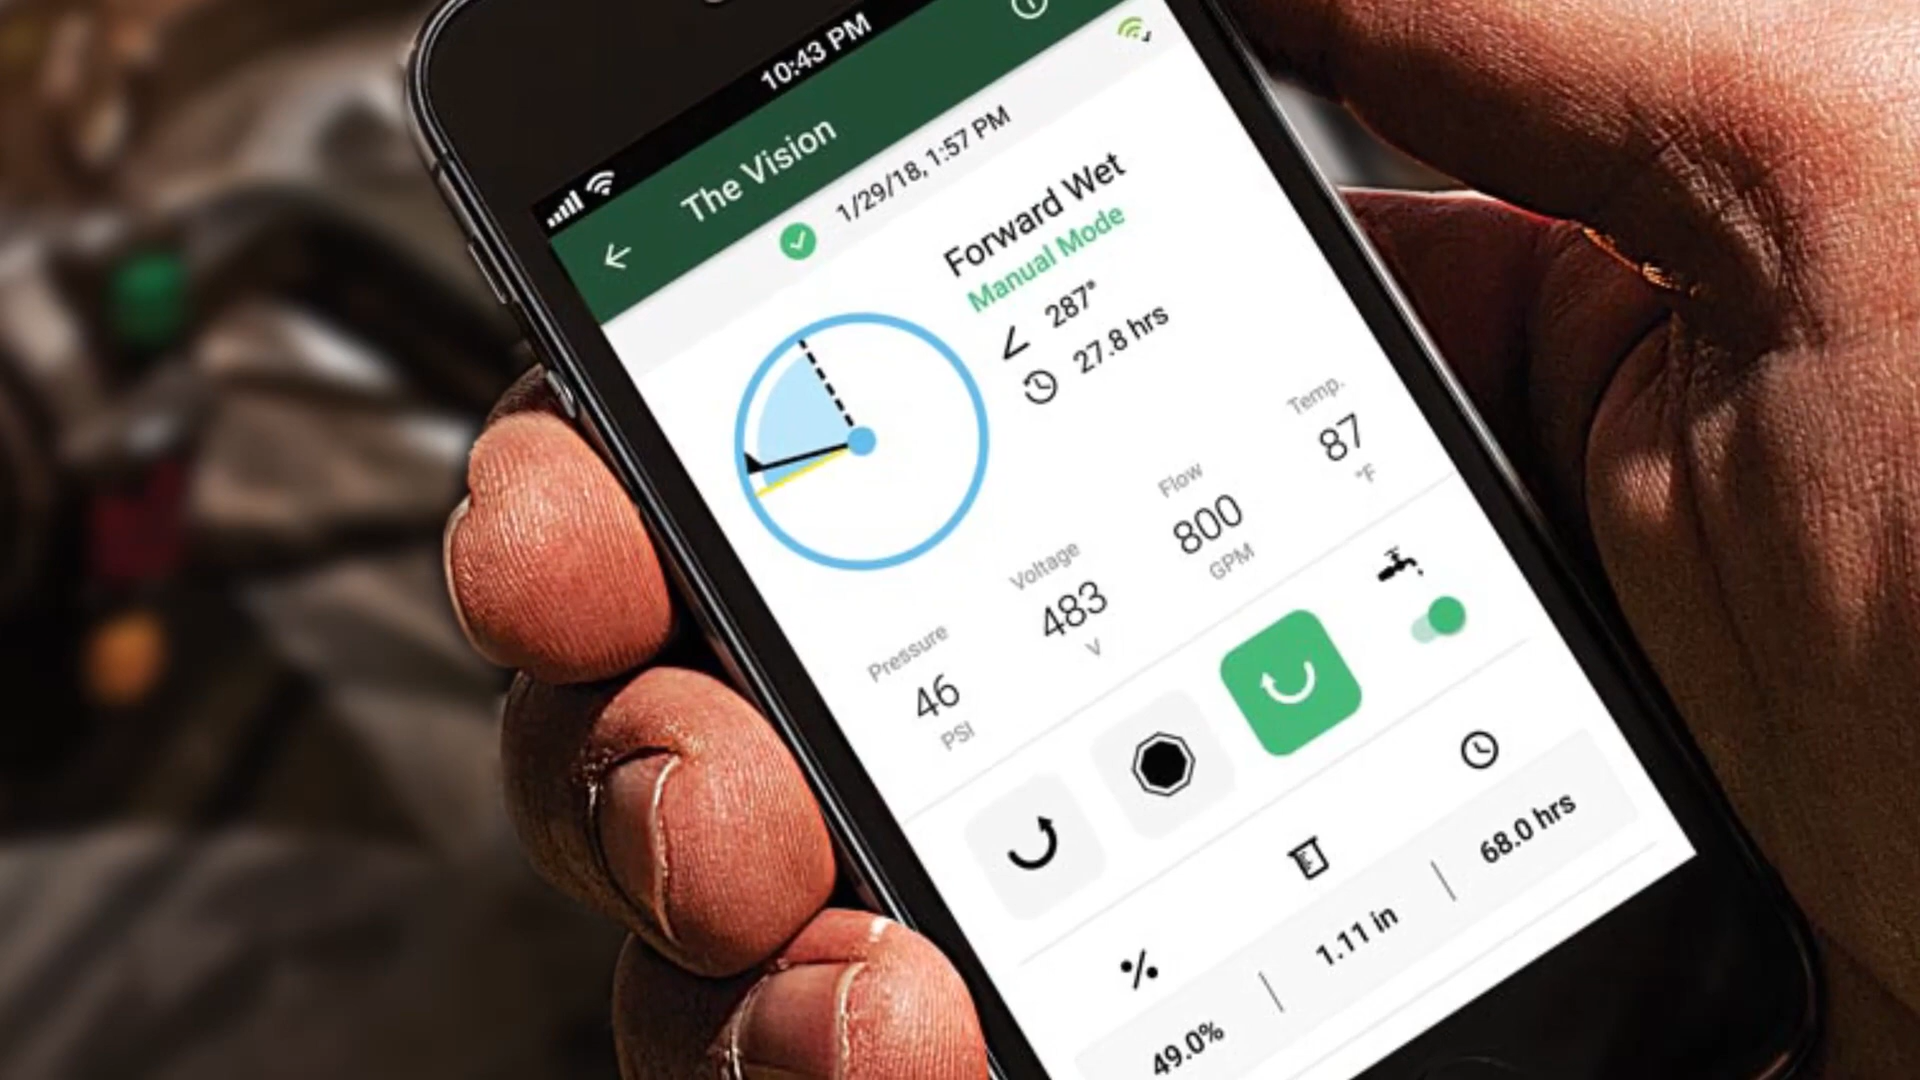 10:43 PM
The Vision
1/29/18, 1:57 PM
Forward Wet
Manual Mode
287°
27.8 hrs
Pressure
46
PSI
Voltage
483
V
Flow
800
GPM
Temp.
87
°F
%
49.0% | 1.11 in | 68.0 hrs